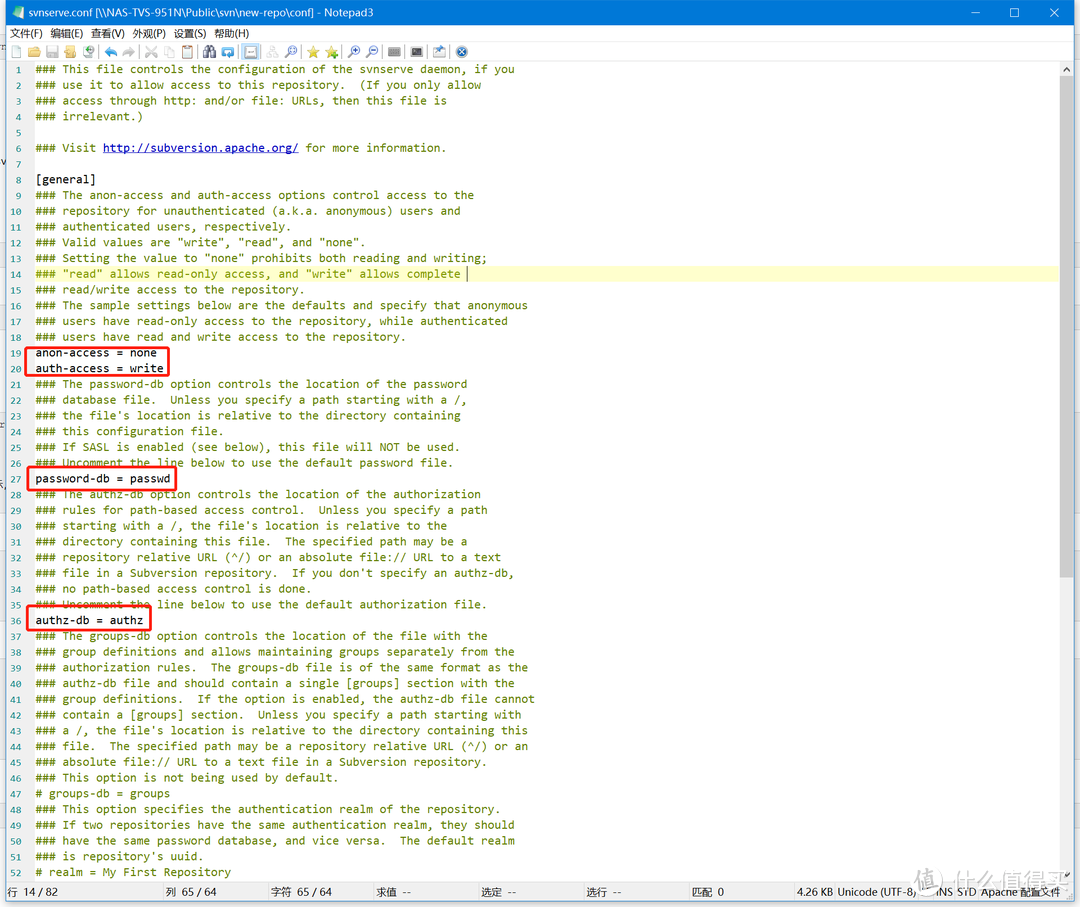 svnserve.conf [\\NAS-TVS-951N\Public\svn\new-repo\conf] - Notepad3
文件(F) 编辑(E) 查看(V) 外观(P) 设置(S) 帮助(H)
1 ### This file controls the configuration of the svnserve daemon, if you
2 ### use it to allow access to this repository.  (If you only allow
3 ### access through http: and/or file: URLs, then this file is
4 ### irrelevant.)
5
6 ### Visit http://subversion.apache.org/ for more information.
7
8 [general]
9 ### The anon-access and auth-access options control access to the
10 ### repository for unauthenticated (a.k.a. anonymous) users and
11 ### authenticated users, respectively.
12 ### Valid values are "write", "read", and "none".
13 ### Setting the value to "none" prohibits both reading and writing;
14 ### "read" allows read-only access, and "write" allows complete
15 ### read/write access to the repository.
16 ### The sample settings below are the defaults and specify that anonymous
17 ### users have read-only access to the repository, while authenticated
18 ### users have read and write access to the repository.
19 anon-access = none
20 auth-access = write
21 ### The password-db option controls the location of the password
22 ### database file.  Unless you specify a path starting with a /,
23 ### the file's location is relative to the directory containing
24 ### this configuration file.
25 ### If SASL is enabled (see below), this file will NOT be used.
26 ### Uncomment the line below to use the default password file.
27 password-db = passwd
28 ### The authz-db option controls the location of the authorization
29 ### rules for path-based access control.  Unless you specify a path
30 ### starting with a /, the file's location is relative to the
31 ### directory containing this file.  The specified path may be a
32 ### repository relative URL (^/) or an absolute file:// URL to a text
33 ### file in a Subversion repository.  If you don't specify an authz-db,
34 ### no path-based access control is done.
35 ### Uncomment the line below to use the default authorization file.
36 authz-db = authz
37 ### The groups-db option controls the location of the file with the
38 ### group definitions and allows maintaining groups separately from the
39 ### authorization rules.  The groups-db file is of the same format as the
40 ### authz-db file and should contain a single [groups] section with the
41 ### group definitions.  If the option is enabled, the authz-db file cannot
42 ### contain a [groups] section.  Unless you specify a path starting with
43 ### a /, the file's location is relative to the directory containing this
44 ### file.  The specified path may be a repository relative URL (^/) or an
45 ### absolute file:// URL to a text file in a Subversion repository.
46 ### This option is not being used by default.
47 # groups-db = groups
48 ### This option specifies the authentication realm of the repository.
49 ### If two repositories have the same authentication realm, they should
50 ### have the same password database, and vice versa.  The default realm
51 ### is repository's uuid.
52 # realm = My First Repository
行 14 / 82 列 65 / 64 字符 65 / 64 求值 -- 选定 -- 选行 -- 匹配 0 4.26 KB Unicode (UTF-8) INS STD Apache 配置文件
值 什么值得买